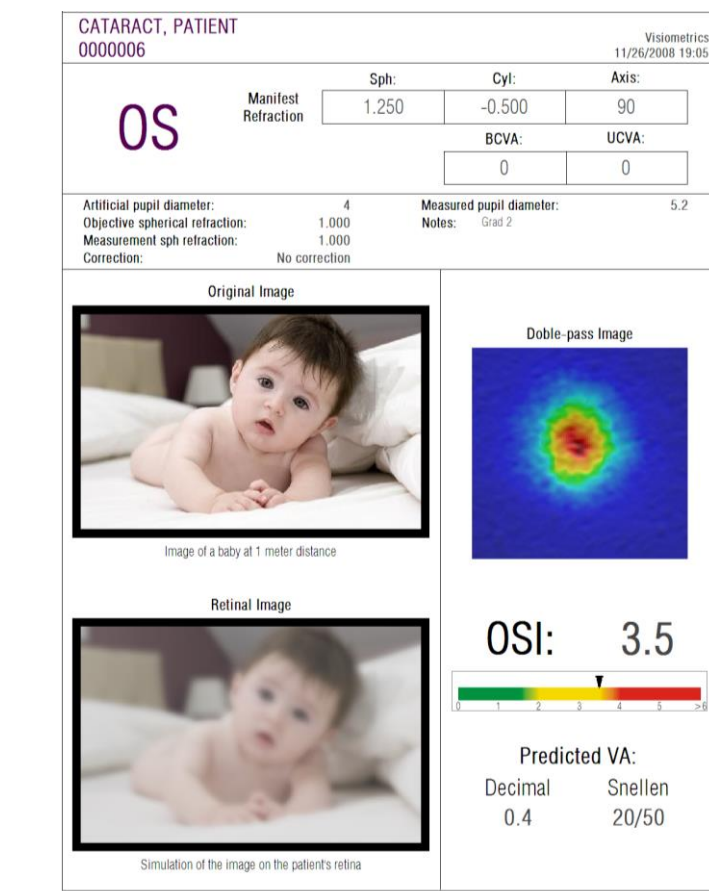 CATARACT, PATIENT
0000006
Visiometrics
11/26/2008 19:05
OS
Manifest
Refraction
Sph: Cyl: Axis:
1.250 -0.500 90
BCVA: UCVA:
0 0
Artificial pupil diameter: 4
Objective spherical refraction: 1.000
Measurement sph refraction: 1.000
Correction: No correction
Measured pupil diameter: 5.2
Notes: Grad 2
Original Image
Image of a baby at 1 meter distance
Retinal Image
Simulation of the image on the patient's retina
Doble-pass Image
OSI: 3.5
0 1 2 3 4 5 >6
Predicted VA:
Decimal Snellen
0.4 20/50